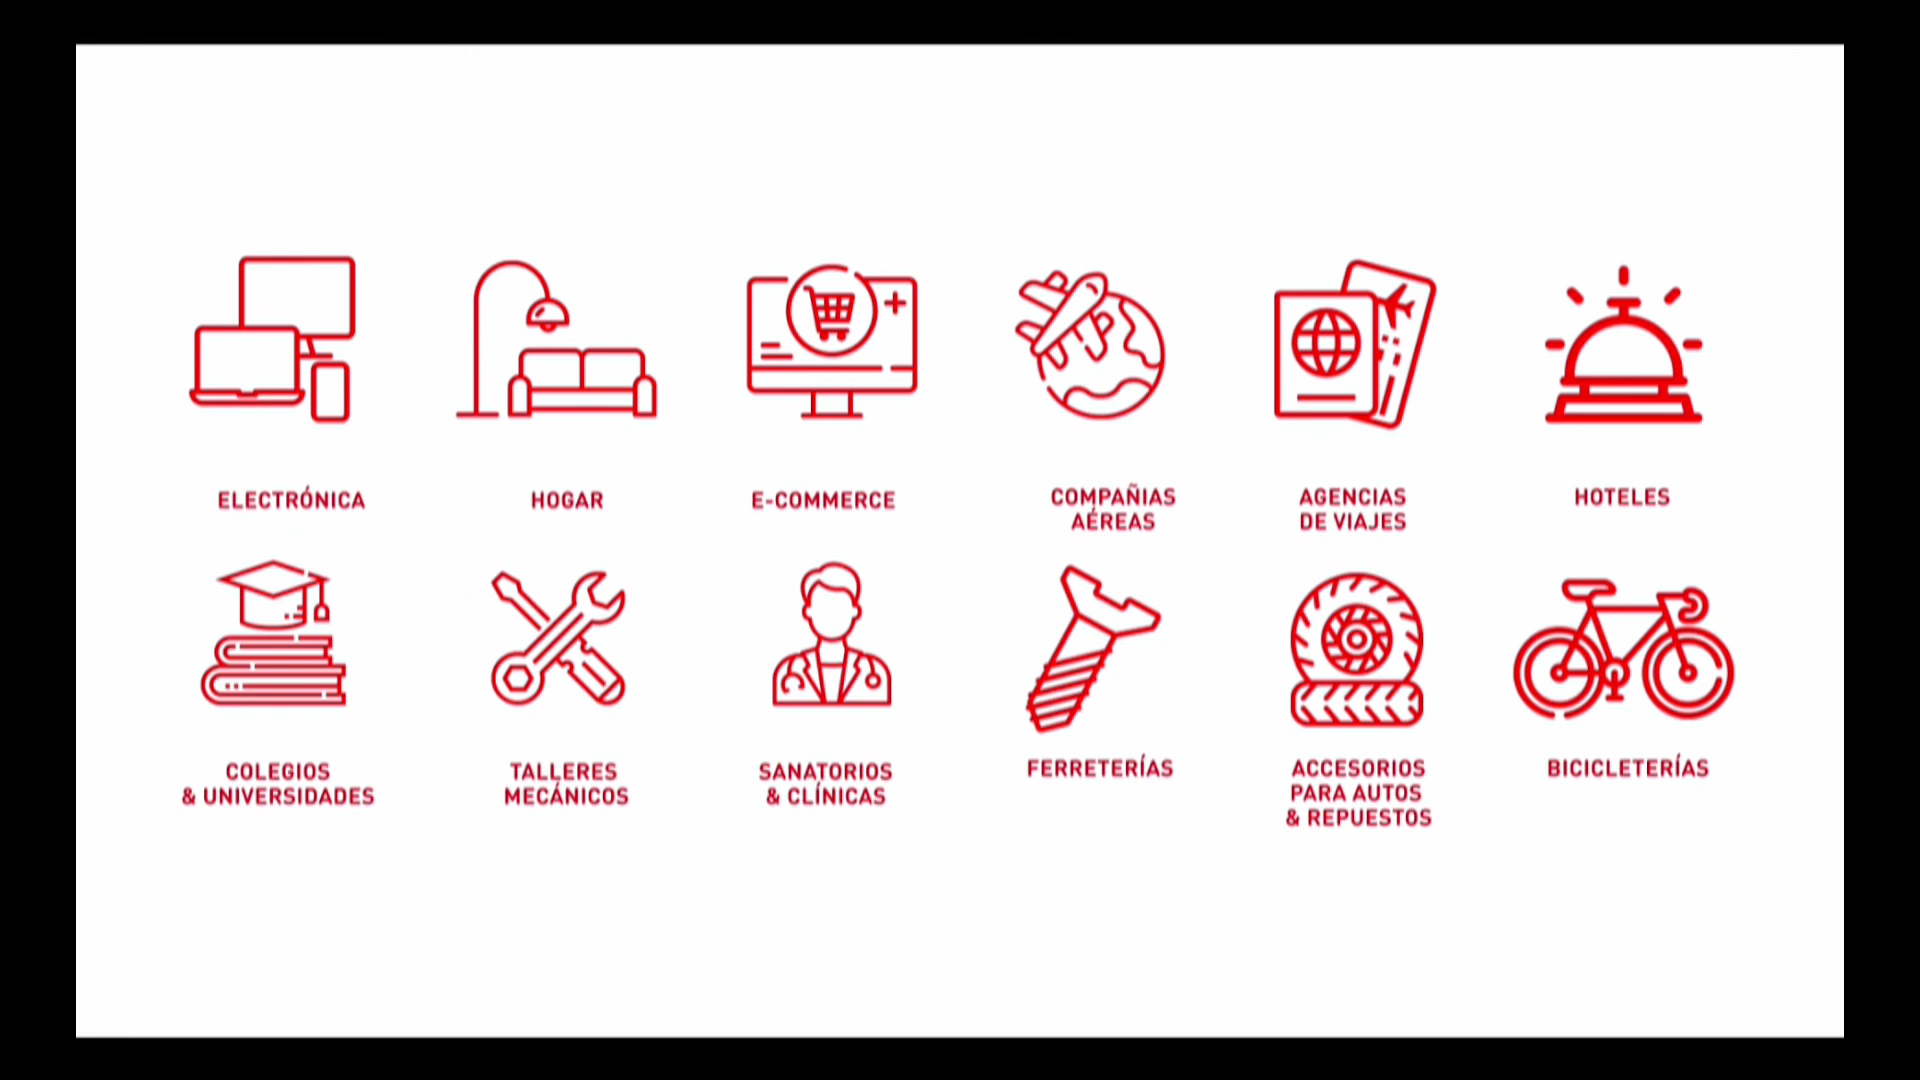 ELECTRÓNICA
HOGAR
E-COMMERCE
COMPAÑIAS
AÉREAS
AGENCIAS
DE VIAJES
HOTELES
COLEGIOS
& UNIVERSIDADES
TALLERES
MECÁNICOS
SANATORIOS
& CLÍNICAS
FERRETERÍAS
ACCESORIOS
PARA AUTOS
& REPUESTOS
BICICLETERÍAS